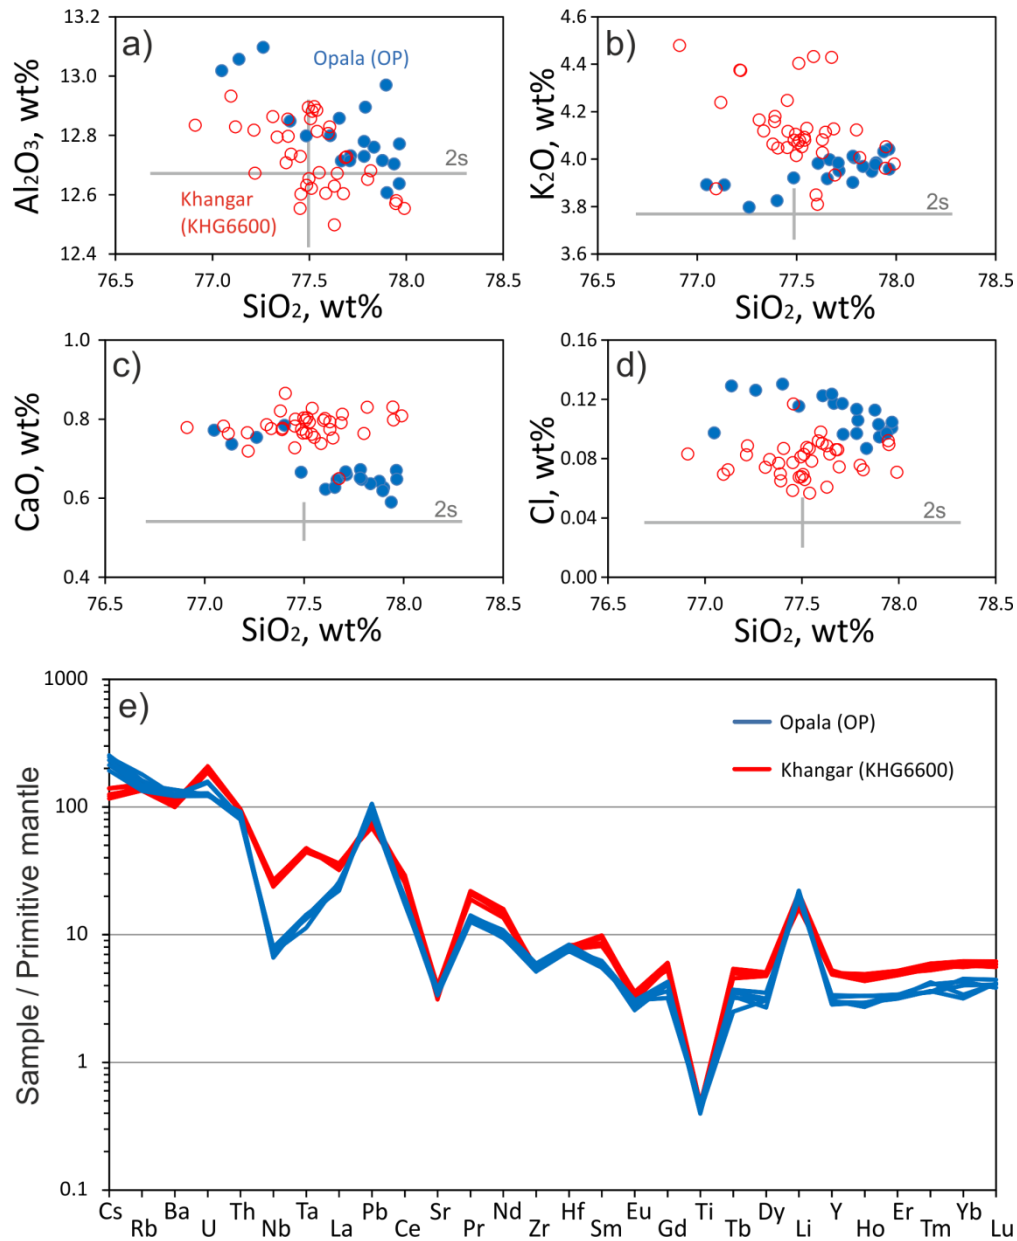 a)
Al₂O₃, wt%
13.2
13.0
12.8
12.6
12.4
Opala (OP)
2s
Khangar
(KHG6600)
76.5 77.0 77.5 78.0 78.5
SiO₂, wt%
b)
K₂O, wt%
4.6
4.4
4.2
4.0
3.8
3.6
2s
76.5 77.0 77.5 78.0 78.5
SiO₂, wt%
c)
CaO, wt%
1.0
0.8
0.6
0.4
2s
76.5 77.0 77.5 78.0 78.5
SiO₂, wt%
d)
Cl, wt%
0.16
0.12
0.08
0.04
0.00
2s
76.5 77.0 77.5 78.0 78.5
SiO₂, wt%
e)
Sample / Primitive mantle
1000
100
10
1
0.1
Opala (OP)
Khangar (KHG6600)
Cs Ba Th Ta Pb Sr Nd Hf Eu Ti Dy Y Er Yb
Rb U Nb La Ce Pr Zr Sm Gd Tb Li Ho Tm Lu